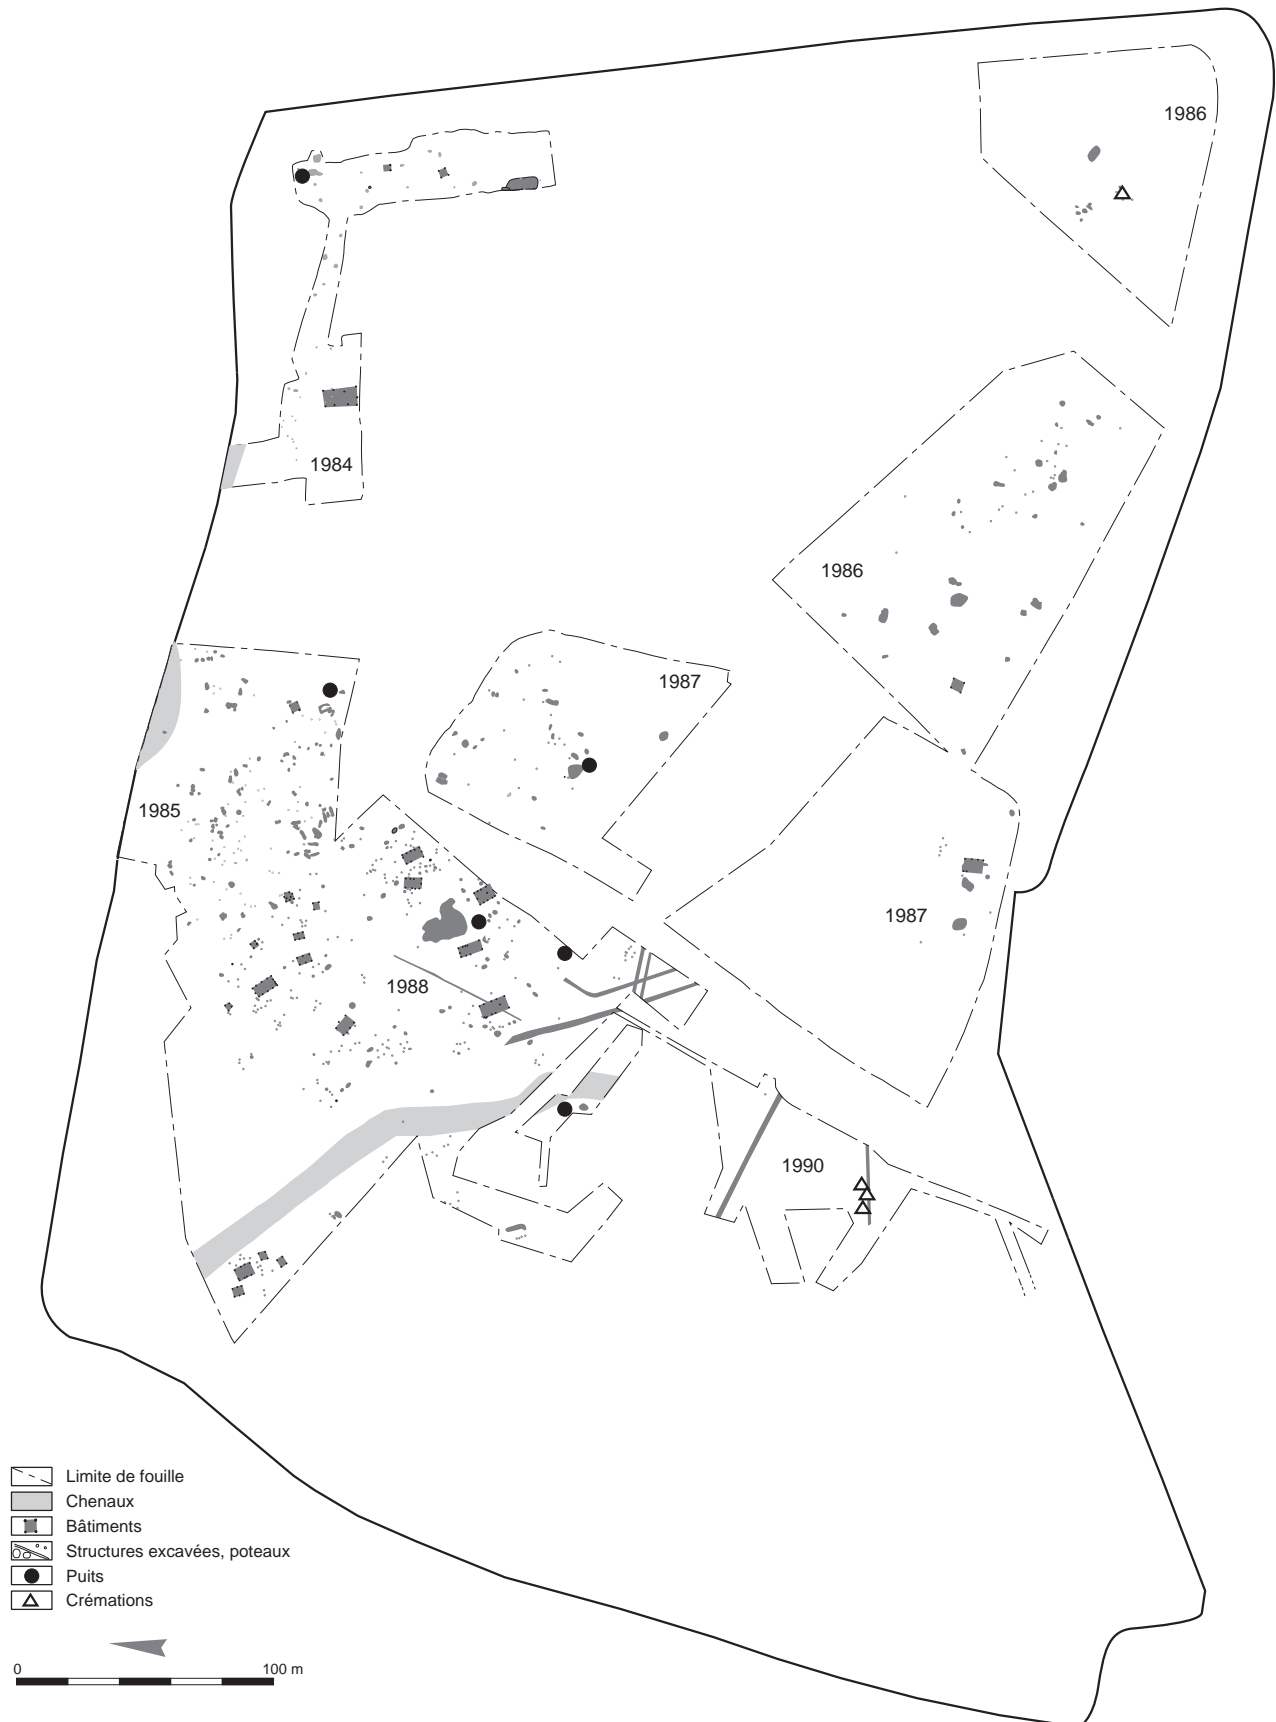 1986
1984
1986
1987
1985
1987
1988
1990
Limite de fouille
Chenaux
Bâtiments
Structures excavées, poteaux
Puits
Crémations
0 100 m